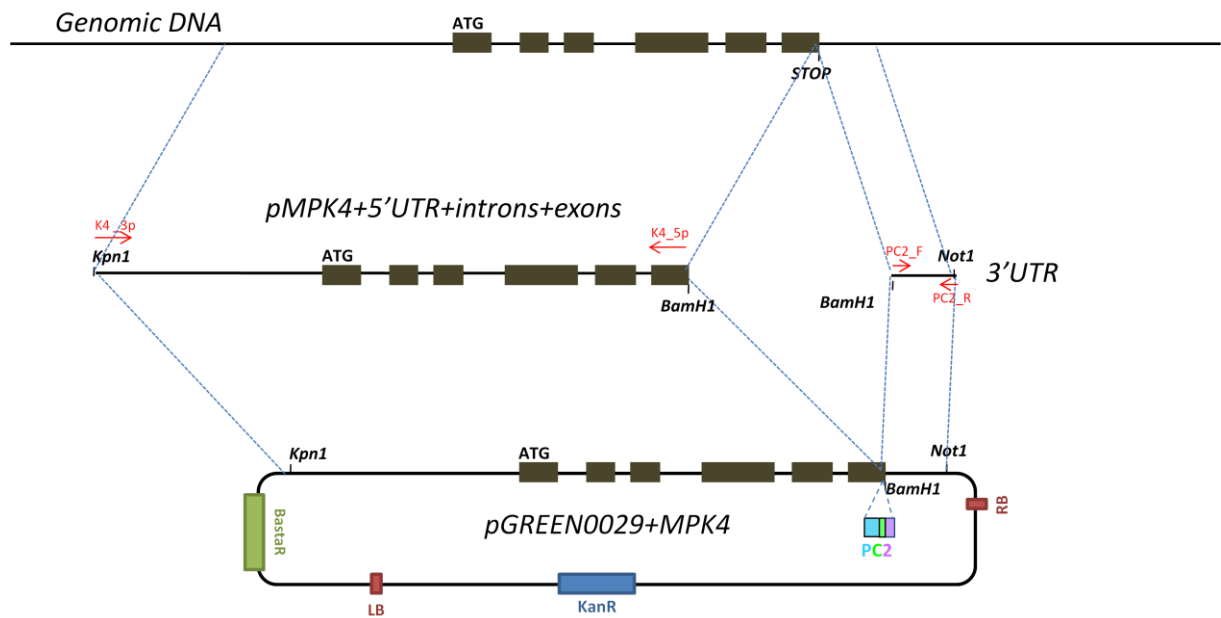 Genomic DNA
ATG
STOP
pMPK4+5'UTR+introns+exons
K4_3p
K4_5p
PC2_F
Not1
Kpn1
ATG
3'UTR
BamH1
BamH1
PC2_R
Kpn1
ATG
Not1
BamH1
BastaR
pGREEN0029+MPK4
RB
PC2
LB
KanR